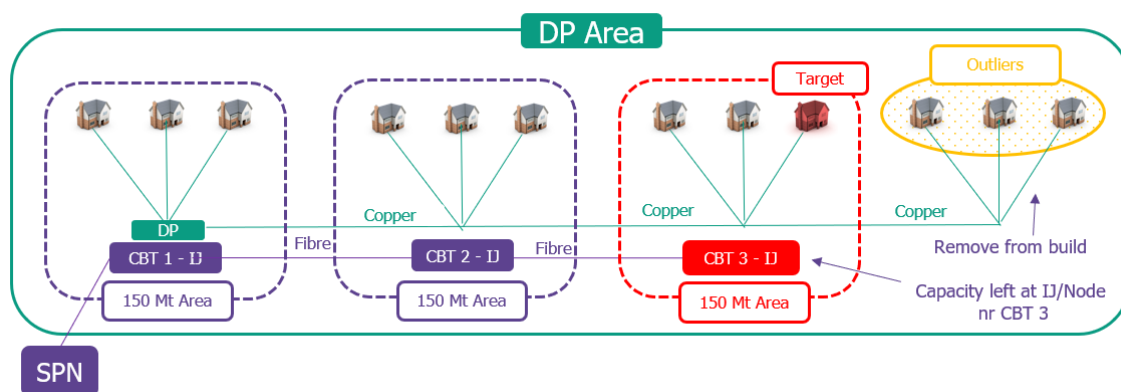 DP Area
Target
Outliers
Copper
Copper
Copper
DP
Fibre
Fibre
CBT 1 - IJ
CBT 2 - IJ
CBT 3 - IJ
Remove from build
150 Mt Area
150 Mt Area
150 Mt Area
Capacity left at IJ/Node
nr CBT 3
SPN